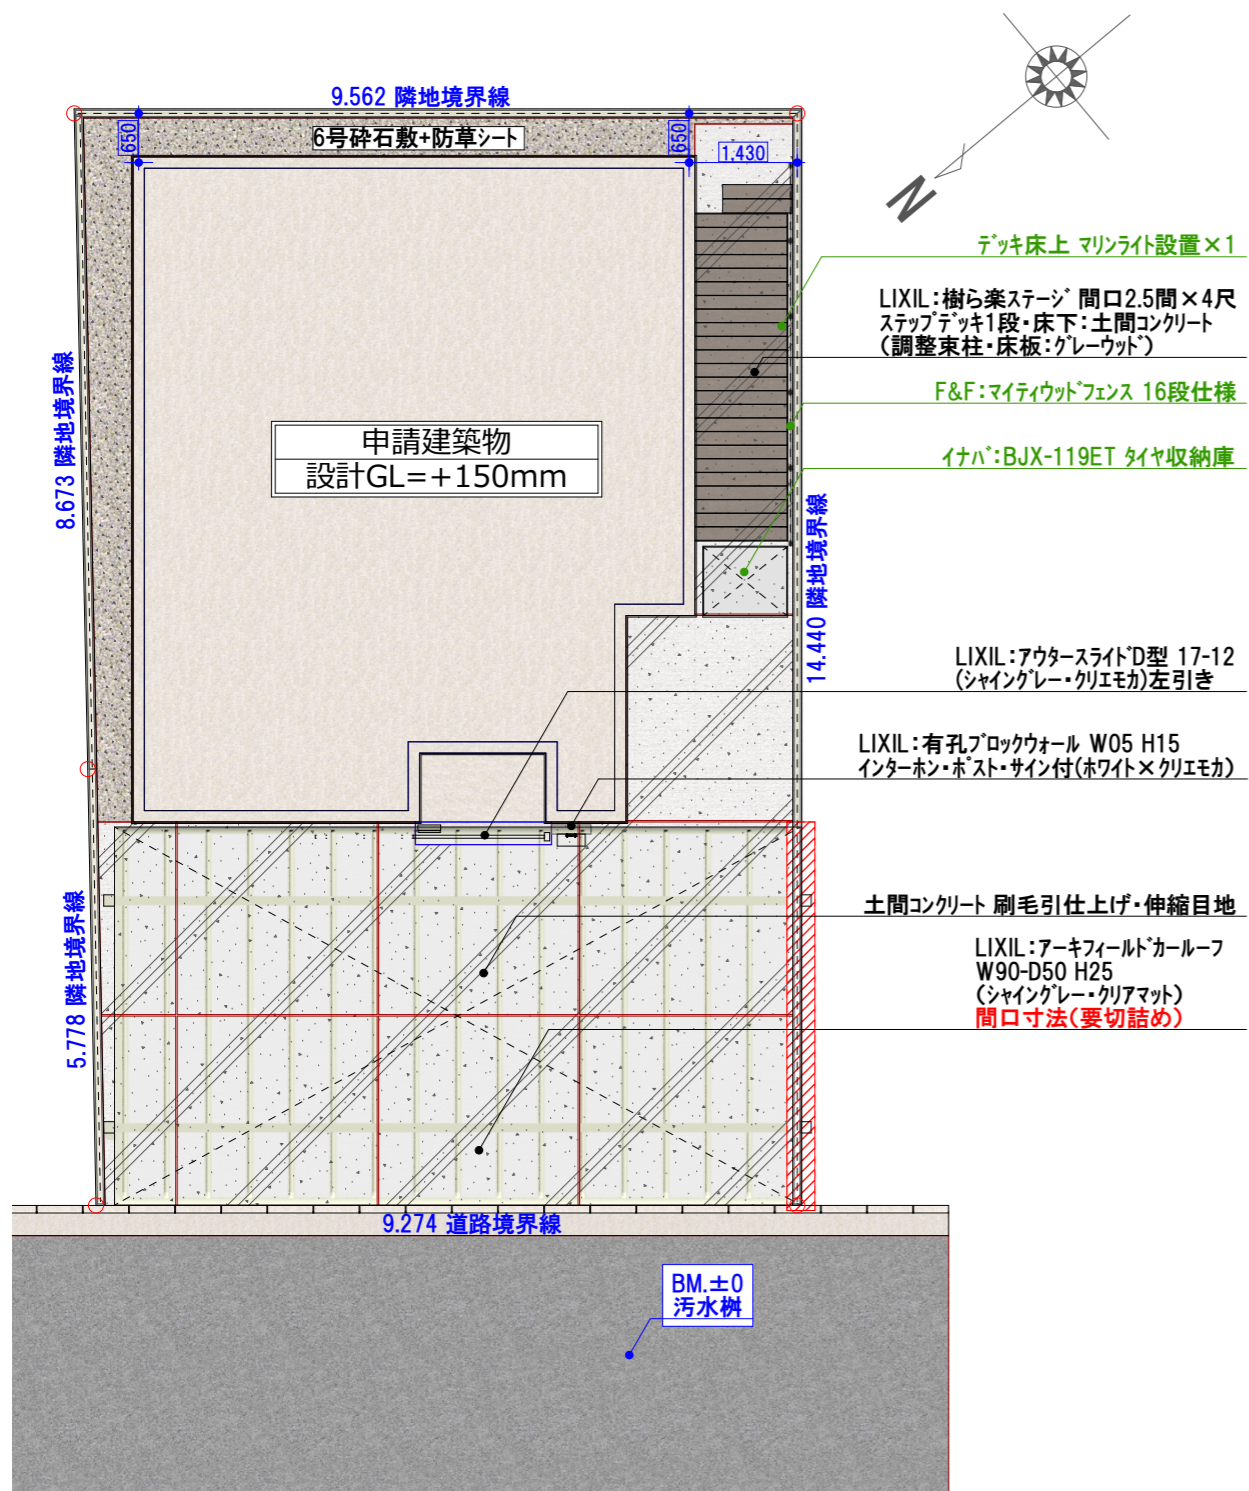 9.562 隣地境界線
650
6号砕石敷+防草ｼｰﾄ
650
1,430
N
ﾃﾞｯｷ床上 ﾏﾘﾝﾗｲﾄ設置×1
LIXIL:樹ら楽ｽﾃｰｼﾞ 間口2.5間×4尺
ｽﾃｯﾌﾟﾃﾞｯｷ1段・床下:土間ｺﾝｸﾘｰﾄ
(調整束柱・床板:ｸﾞﾚｰｳｯﾄﾞ)
F&F:ﾏｲﾃｨｳｯﾄﾞﾌｪﾝｽ 16段仕様
ｲﾅﾊﾞ:BJX-119ET ﾀｲﾔ収納庫
8.673 隣地境界線
申請建築物
設計GL=+150mm
14.440 隣地境界線
LIXIL:ｱｳﾀｰｽﾗｲﾄﾞD型 17-12
(ｼｬｲﾝｸﾞﾚｰ・ｸﾘｴﾓｶ)左引き
LIXIL:有孔ﾌﾞﾛｯｸｳｫｰﾙ W05 H15
ｲﾝﾀｰﾎﾝ・ﾎﾟｽﾄ・ｻｲﾝ付(ﾎﾜｲﾄ×ｸﾘｴﾓｶ)
5.778 隣地境界線
土間ｺﾝｸﾘｰﾄ 刷毛引仕上げ・伸縮目地
LIXIL:ｱｰｷﾌｨｰﾙﾄﾞｶｰﾙｰﾌ
W90-D50 H25
(ｼｬｲﾝｸﾞﾚｰ・ｸﾘｱﾏｯﾄ)
間口寸法(要切詰め)
9.274 道路境界線
BM.±0
汚水桝